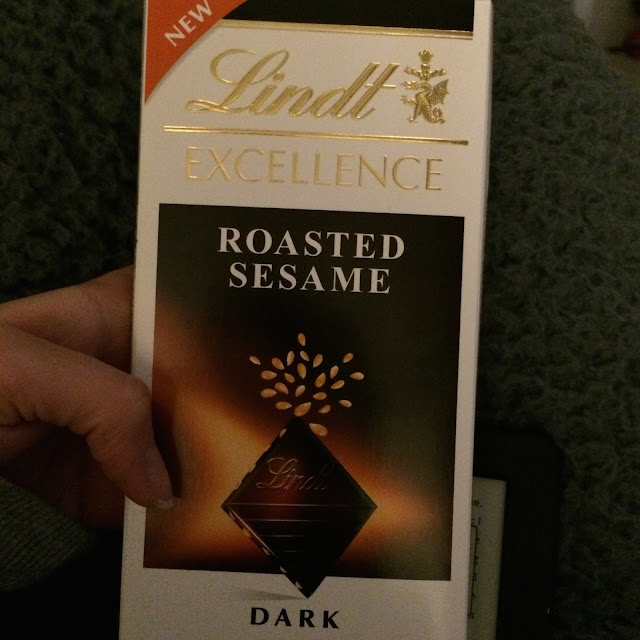 NEW
Lindt
EXCELLENCE
ROASTED
SESAME
Lindt
DARK